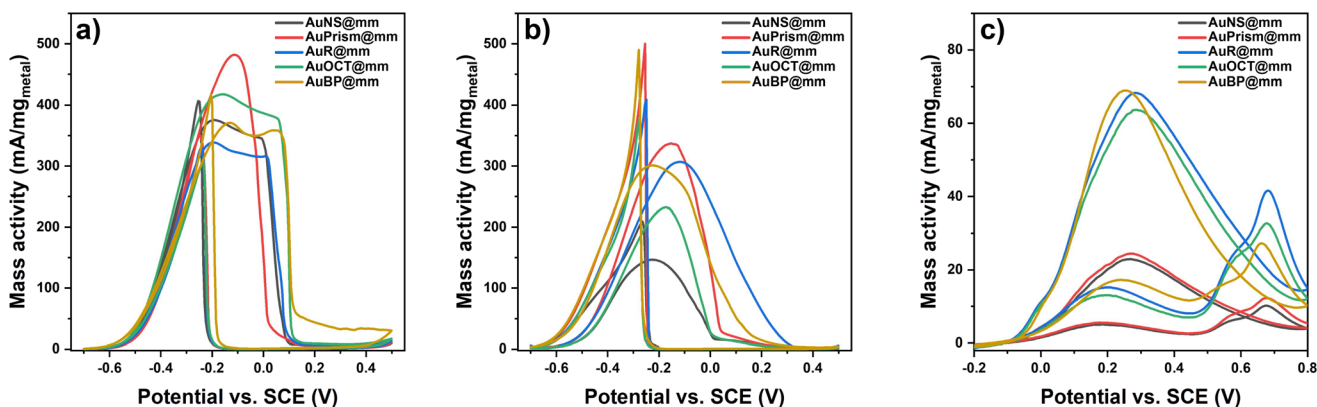 a)
AuNS@mm
AuPrism@mm
AuR@mm
AuOCT@mm
AuBP@mm
500
400
300
200
100
0
Mass activity (mA/mgmetal)
-0.6 -0.4 -0.2 0.0 0.2 0.4
Potential vs. SCE (V)
b)
AuNS@mm
AuPrism@mm
AuR@mm
AuOCT@mm
AuBP@mm
500
400
300
200
100
0
Mass activity (mA/mgmetal)
-0.6 -0.4 -0.2 0.0 0.2 0.4
Potential vs. SCE (V)
c)
AuNS@mm
AuPrism@mm
AuR@mm
AuOCT@mm
AuBP@mm
80
60
40
20
0
Mass activity (mA/mgmetal)
-0.2 0.0 0.2 0.4 0.6 0.8
Potential vs. SCE (V)